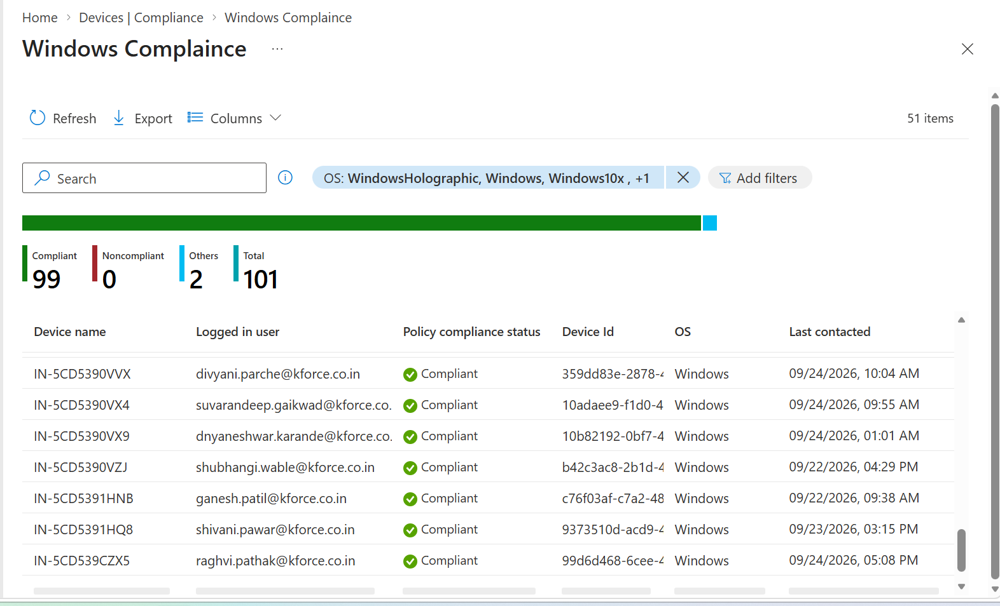 Home > Devices | Compliance > Windows Complaince
Windows Complaince ...
Refresh Export Columns 51 items
Search OS: WindowsHolographic, Windows, Windows10x , +1 Add filters
Compliant Noncompliant Others Total
99 0 2 101
Device name Logged in user Policy compliance status Device Id OS Last contacted
IN-5CD5390VVX divyani.parche@kforce.co.in Compliant 359dd83e-2878-4 Windows 09/24/2026, 10:04 AM
IN-5CD5390VX4 suvarandeep.gaikwad@kforce.co. Compliant 10adaee9-f1d0-4 Windows 09/24/2026, 09:55 AM
IN-5CD5390VX9 dnyaneshwar.karande@kforce.co. Compliant 10b82192-0bf7-4 Windows 09/24/2026, 01:01 AM
IN-5CD5390VZJ shubhangi.wable@kforce.co.in Compliant b42c3ac8-2b1d-4 Windows 09/22/2026, 04:29 PM
IN-5CD5391HNB ganesh.patil@kforce.co.in Compliant c76f03af-c7a2-48 Windows 09/22/2026, 09:38 AM
IN-5CD5391HQ8 shivani.pawar@kforce.co.in Compliant 9373510d-acd9-4 Windows 09/23/2026, 03:15 PM
IN-5CD539CZX5 raghvi.pathak@kforce.co.in Compliant 99d6d468-6cee-4 Windows 09/24/2026, 05:08 PM